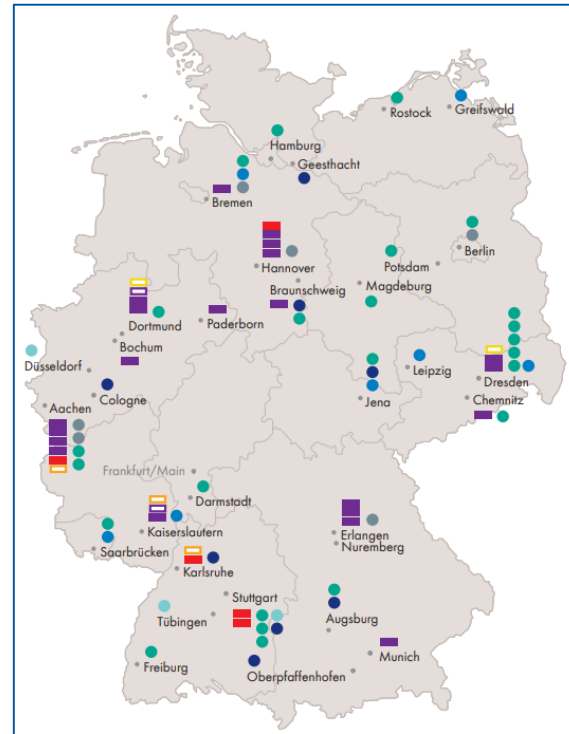 Rostock
Greifswald
Hamburg
Geesthacht
Bremen
Berlin
Hannover
Potsdam
Braunschweig
Magdeburg
Dortmund
Paderborn
Bochum
Düsseldorf
Leipzig
Dresden
Cologne
Jena
Chemnitz
Aachen
Frankfurt/Main
Darmstadt
Kaiserslautern
Erlangen
Nuremberg
Saarbrücken
Karlsruhe
Stuttgart
Tübingen
Augsburg
Munich
Freiburg
Oberpfaffenhofen